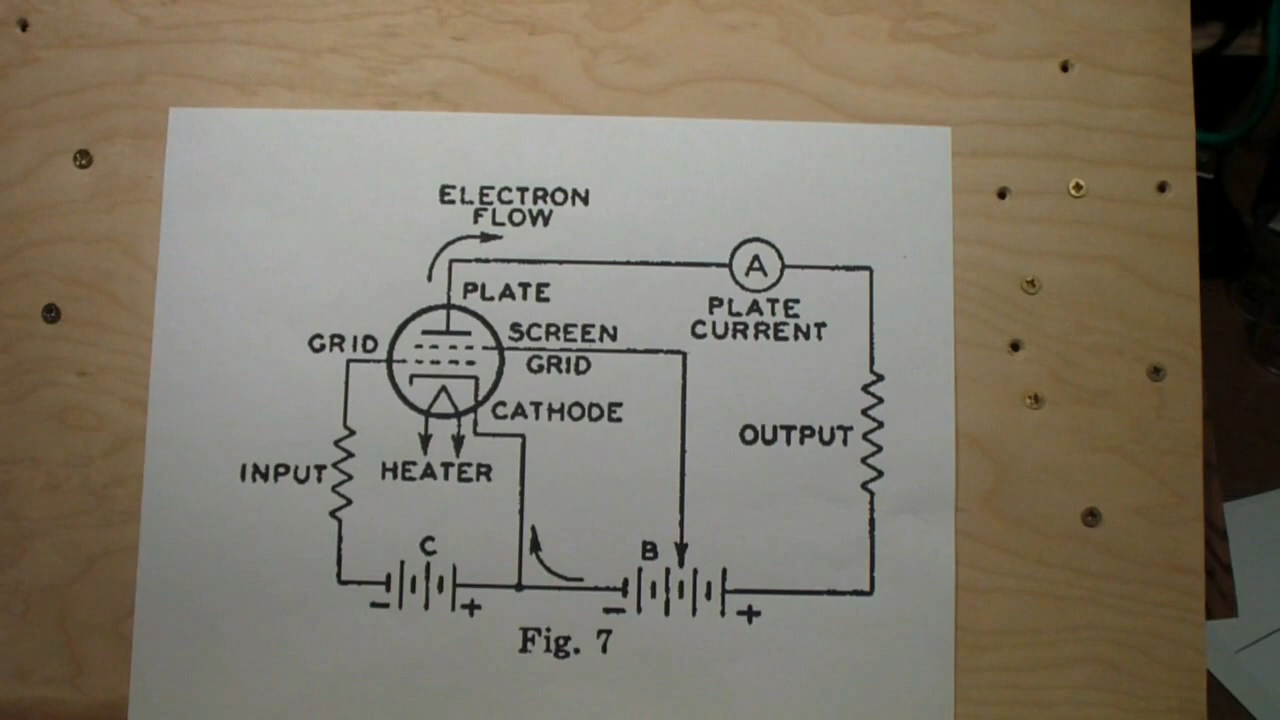 ELECTRON
FLOW
A
PLATE
PLATE
CURRENT
GRID
SCREEN
GRID
CATHODE
OUTPUT
INPUT
HEATER
C
B
- +
- +
Fig. 7